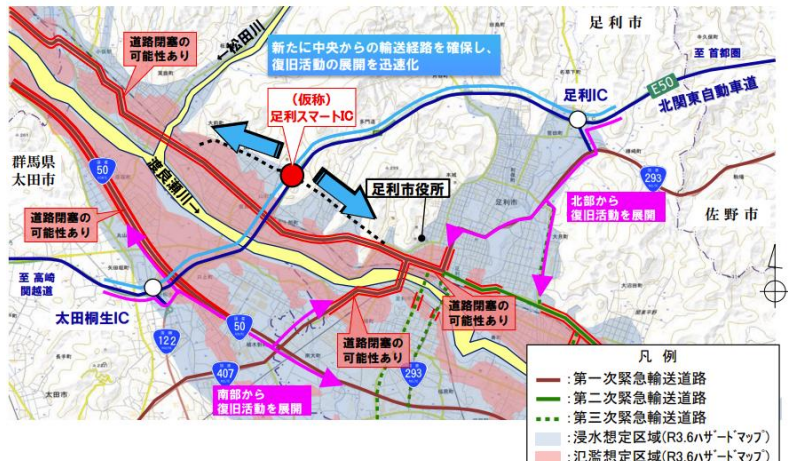 足利市
新たに中央からの輸送経路を確保し、
復旧活動の展開を迅速化
道路閉塞の
可能性あり
←松田川
至 首都圏
E50
北関東自動車道
足利IC
(仮称)
足利スマートIC
群馬県
太田市
50
渡良瀬川→
足利市役所
293
佐野市
北部から
復旧活動を展開
道路閉塞の
可能性あり
至 高崎
関越道
太田桐生IC
道路閉塞の
可能性あり
道路閉塞の
可能性あり
50
122
407
293
南部から
復旧活動を展開
足利市
太田市
凡 例
:第一次緊急輸送道路
:第二次緊急輸送道路
:第三次緊急輸送道路
:浸水想定区域(R3.6ハザードマップ)
:氾濫想定区域(R3.6ハザードマップ)